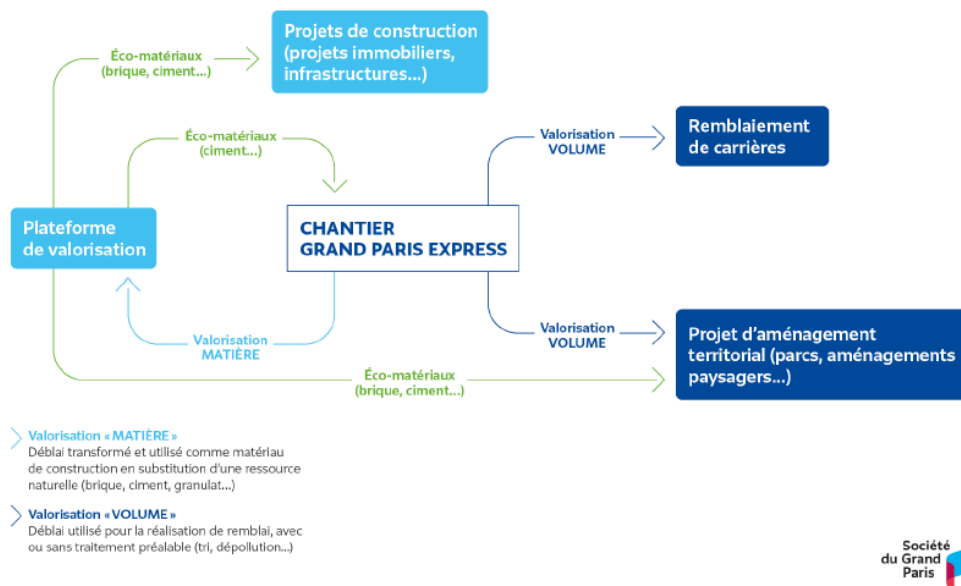 Projets de construction
(projets immobiliers,
infrastructures...)
Éco-matériaux
(brique, ciment...)
Éco-matériaux
(ciment...)
Valorisation
VOLUME
Remblaiement
de carrières
Plateforme
de valorisation
CHANTIER
GRAND PARIS EXPRESS
Valorisation
MATIÈRE
Valorisation
VOLUME
Projet d'aménagement
territorial (parcs, aménagements
paysagers...)
Éco-matériaux
(brique, ciment...)
Valorisation « MATIÈRE »
Déblai transformé et utilisé comme matériau
de construction en substitution d'une ressource
naturelle (brique, ciment, granulat...)
Valorisation « VOLUME »
Déblai utilisé pour la réalisation de remblai, avec
ou sans traitement préalable (tri, dépollution...)
Société
du Grand
Paris